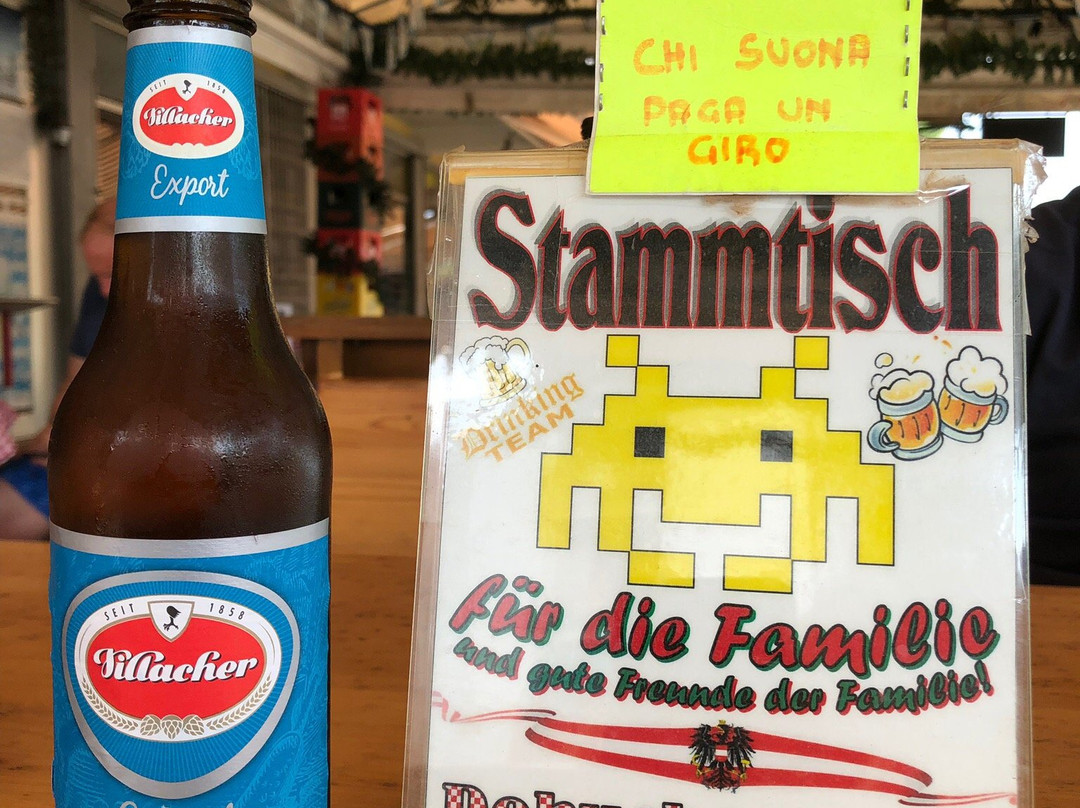 SEIT 1858
Villacher
Export
SEIT 1858
Villacher
CHI SUONA
PAGA UN
GIRO
Stammtisch
Drinking
TEAM
für die Familie
und gute Freunde der Familie!